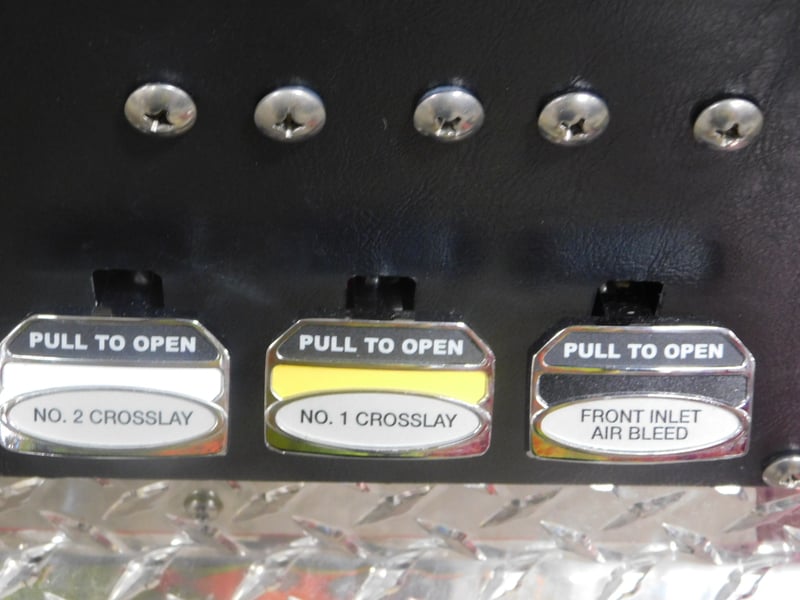 PULL TO OPEN
NO. 2 CROSSLAY
PULL TO OPEN
NO. 1 CROSSLAY
PULL TO OPEN
FRONT INLET
AIR BLEED